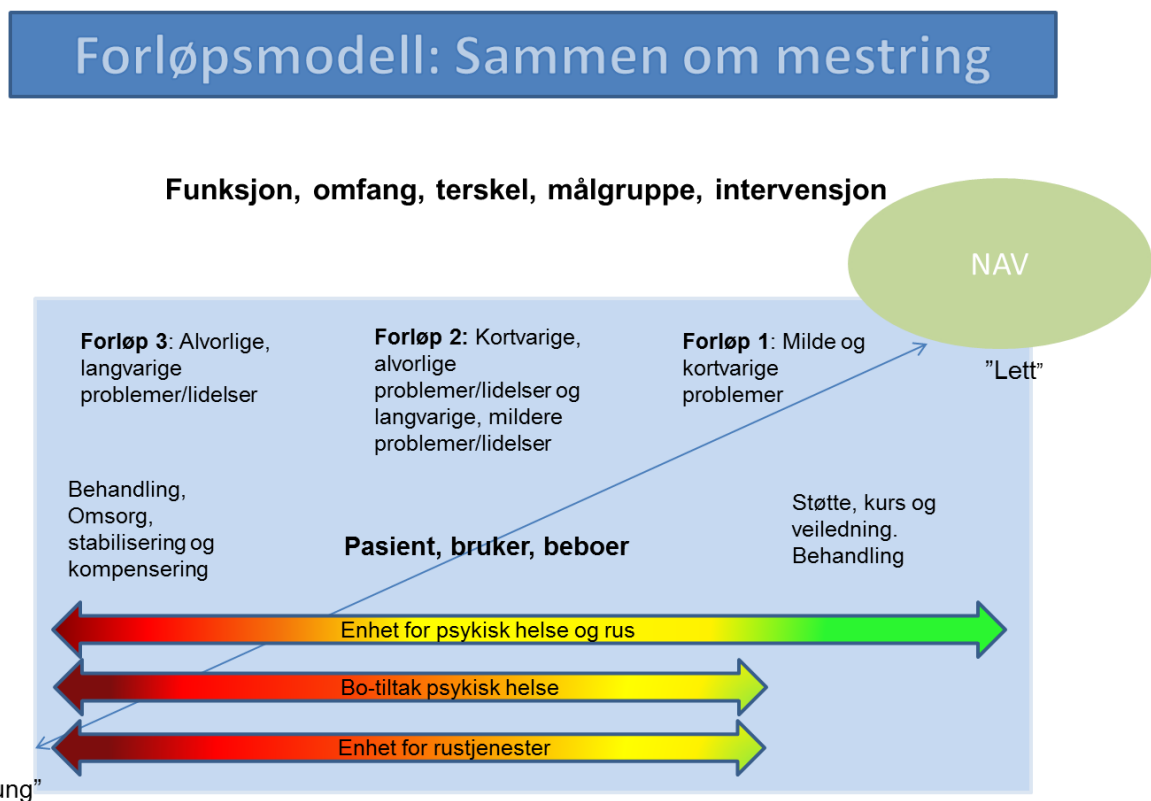 Forløpsmodell: Sammen om mestring
Funksjon, omfang, terskel, målgruppe, intervensjon
NAV
Forløp 3: Alvorlige,
langvarige
problemer/lidelser
Forløp 2: Kortvarige,
alvorlige
problemer/lidelser og
langvarige, mildere
problemer/lidelser
Forløp 1: Milde og
kortvarige
problemer
”Lett”
Behandling,
Omsorg,
stabilisering og
kompensering
Pasient, bruker, beboer
Støtte, kurs og
veiledning.
Behandling
Enhet for psykisk helse og rus
Bo-tiltak psykisk helse
Enhet for rustjenester